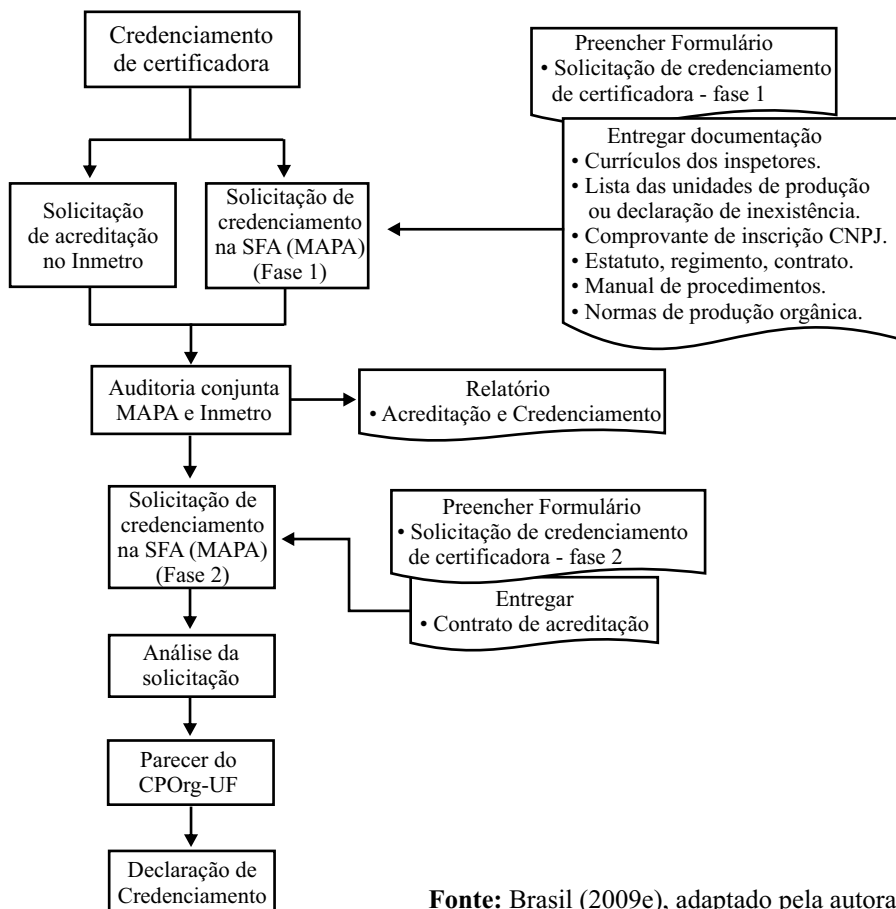 Credenciamento
de certificadora
Preencher Formulário
• Solicitação de credenciamento
de certificadora - fase 1
Entregar documentação
• Currículos dos inspetores.
• Lista das unidades de produção
ou declaração de inexistência.
• Comprovante de inscrição CNPJ.
• Estatuto, regimento, contrato.
• Manual de procedimentos.
• Normas de produção orgânica.
Solicitação
de acreditação
no Inmetro
Solicitação de
credenciamento
na SFA (MAPA)
(Fase 1)
Auditoria conjunta
MAPA e Inmetro
Relatório
• Acreditação e Credenciamento
Solicitação de
credenciamento
na SFA (MAPA)
(Fase 2)
Preencher Formulário
• Solicitação de credenciamento
de certificadora - fase 2
Entregar
• Contrato de acreditação
Análise da
solicitação
Parecer do
CPOrg-UF
Declaração de
Credenciamento
Fonte: Brasil (2009e), adaptado pela autora